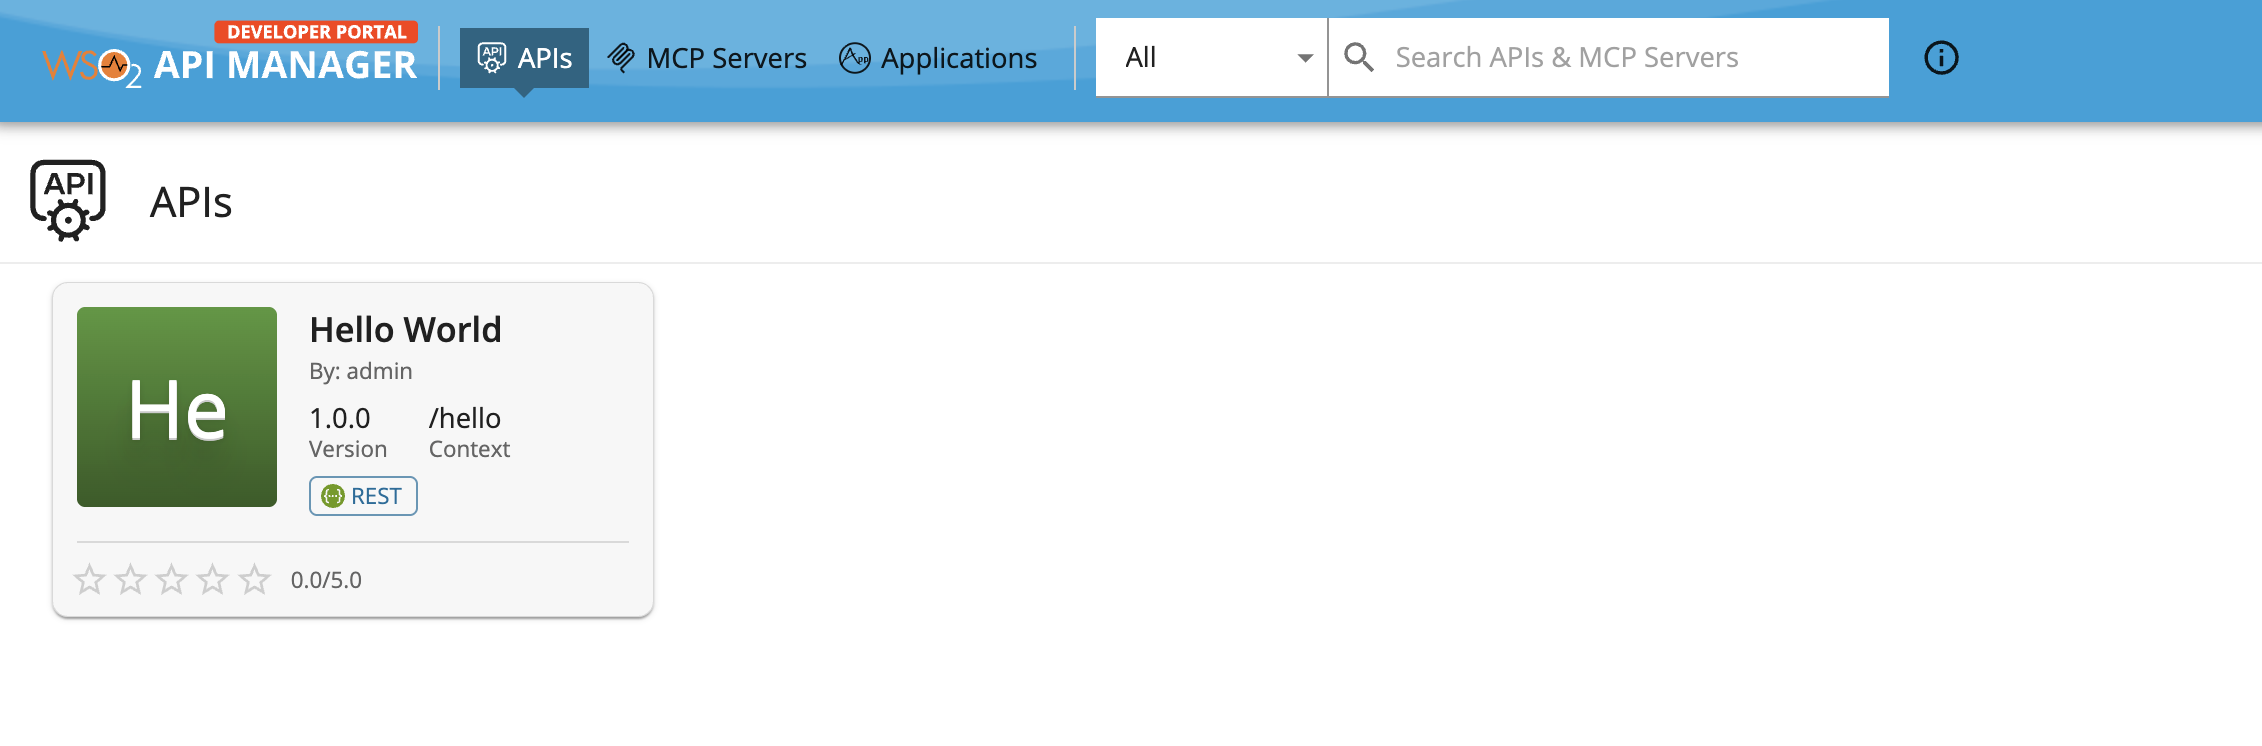 DEVELOPER PORTAL
WSO2 API MANAGER
APIs
MCP Servers
Applications
All
Search APIs & MCP Servers
API
APIs
He
Hello World
By: admin
1.0.0 /hello
Version Context
REST
0.0/5.0